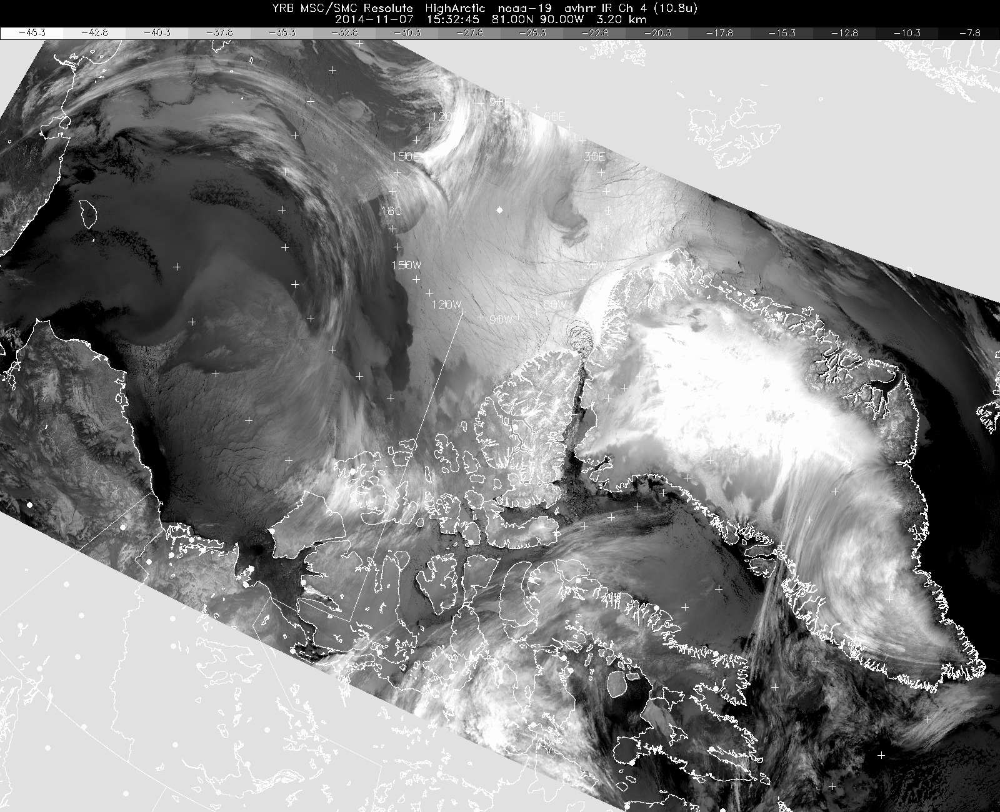 YRB MSC/SMC Resolute HighArctic noaa-19 avhrr IR Ch 4 (10.8u)
2014-11-07 15:32:45 81.00N 90.00W 3.20 km
-45.3 -42.8 -40.3 -37.8 -35.3 -32.8 -30.3 -27.8 -25.3 -22.8 -20.3 -17.8 -15.3 -12.8 -10.3 -7.8
90E
120E 60E
150E 30E
180
150W 30W
120W 60W
90W